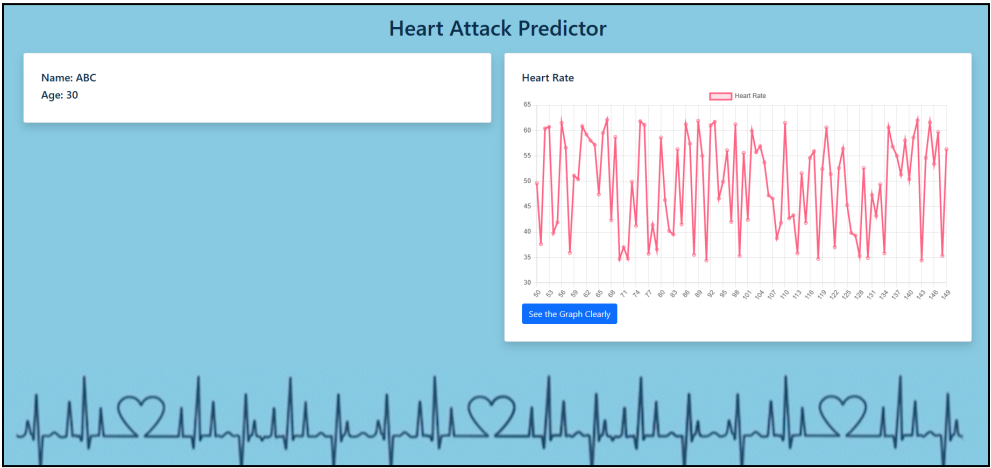 Heart Attack Predictor
Name: ABC
Age: 30
Heart Rate
Heart Rate
65
60
55
50
45
40
35
30
50 53 56 59 62 65 68 71 74 77 80 83 86 89 92 95 98 101 104 107 110 113 116 119 122 125 128 131 134 137 140 143 146 149
See the Graph Clearly